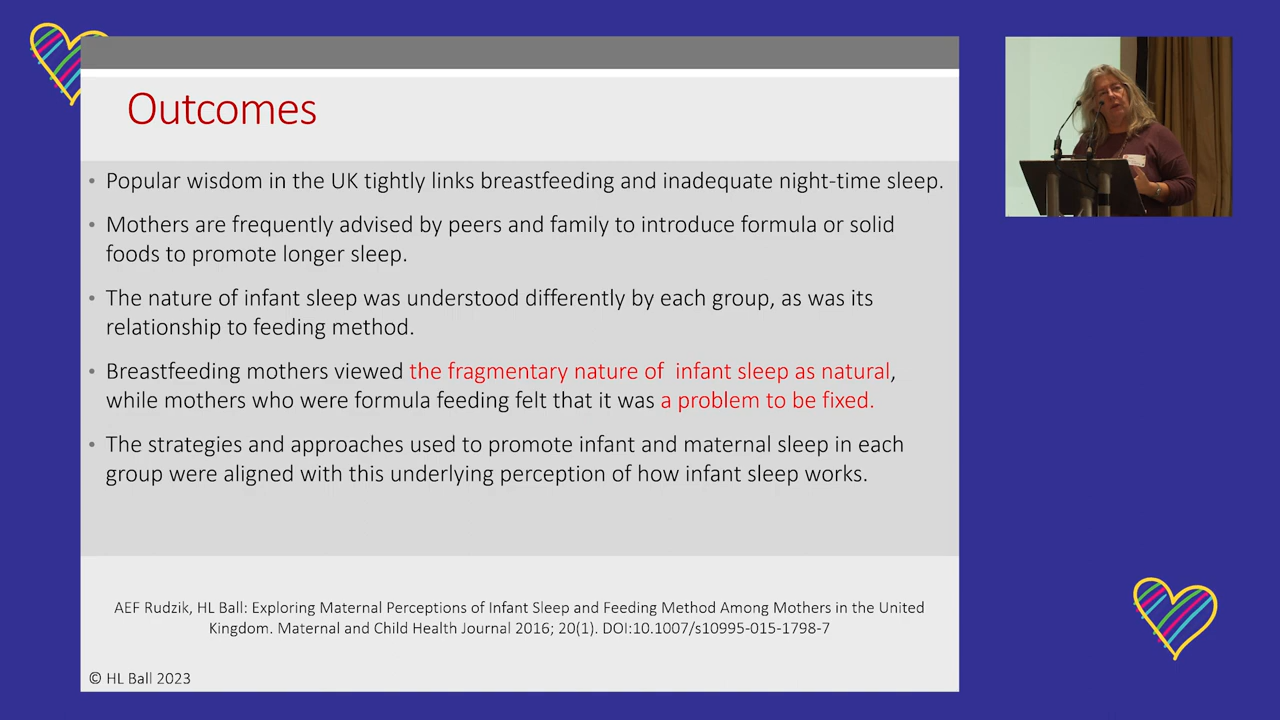 Outcomes
• Popular wisdom in the UK tightly links breastfeeding and inadequate night-time sleep.
• Mothers are frequently advised by peers and family to introduce formula or solid
foods to promote longer sleep.
• The nature of infant sleep was understood differently by each group, as was its
relationship to feeding method.
• Breastfeeding mothers viewed the fragmentary nature of  infant sleep as natural,
while mothers who were formula feeding felt that it was a problem to be fixed.
• The strategies and approaches used to promote infant and maternal sleep in each
group were aligned with this underlying perception of how infant sleep works.
AEF Rudzik, HL Ball: Exploring Maternal Perceptions of Infant Sleep and Feeding Method Among Mothers in the United
Kingdom. Maternal and Child Health Journal 2016; 20(1). DOI:10.1007/s10995-015-1798-7
© HL Ball 2023